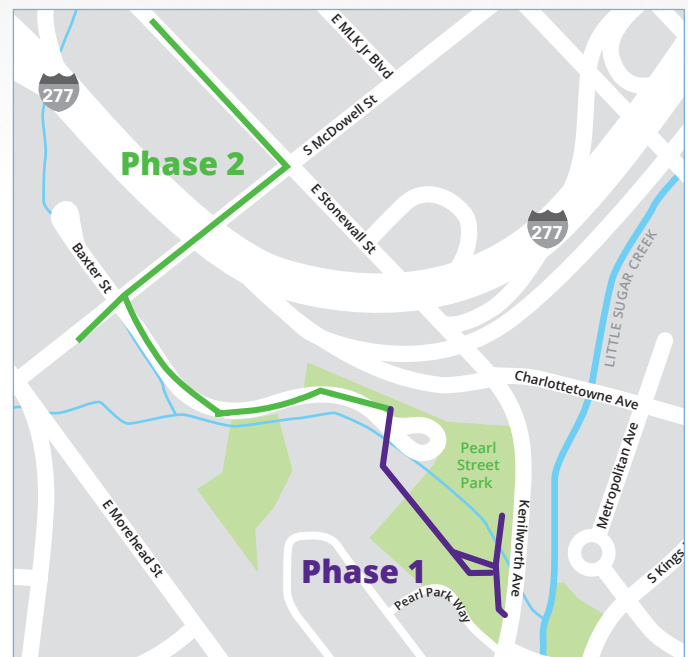 E MLK Jr Blvd
277
S McDowell St
Phase 2
E Stonewall St
277
Baxter St
LITTLE SUGAR CREEK
Charlottetowne Ave
Metropolitan Ave
Pearl
Street
Park
E Morehead St
Kenilworth Ave
Phase 1
S Kings
Pearl Park Way